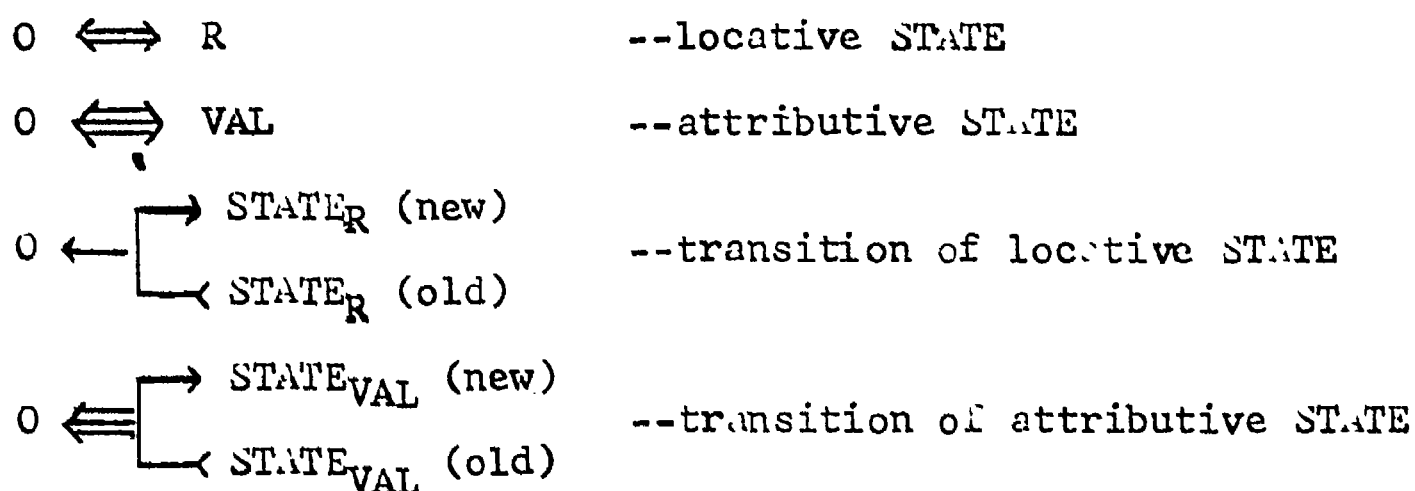 O ⟺ R --locative STATE
O ⟺ VAL --attributive STATE
STATE_R (new)
O ← --transition of locative STATE
STATE_R (old)
STATE_VAL (new)
O ⇚ --transition of attributive STATE
STATE_VAL (old)